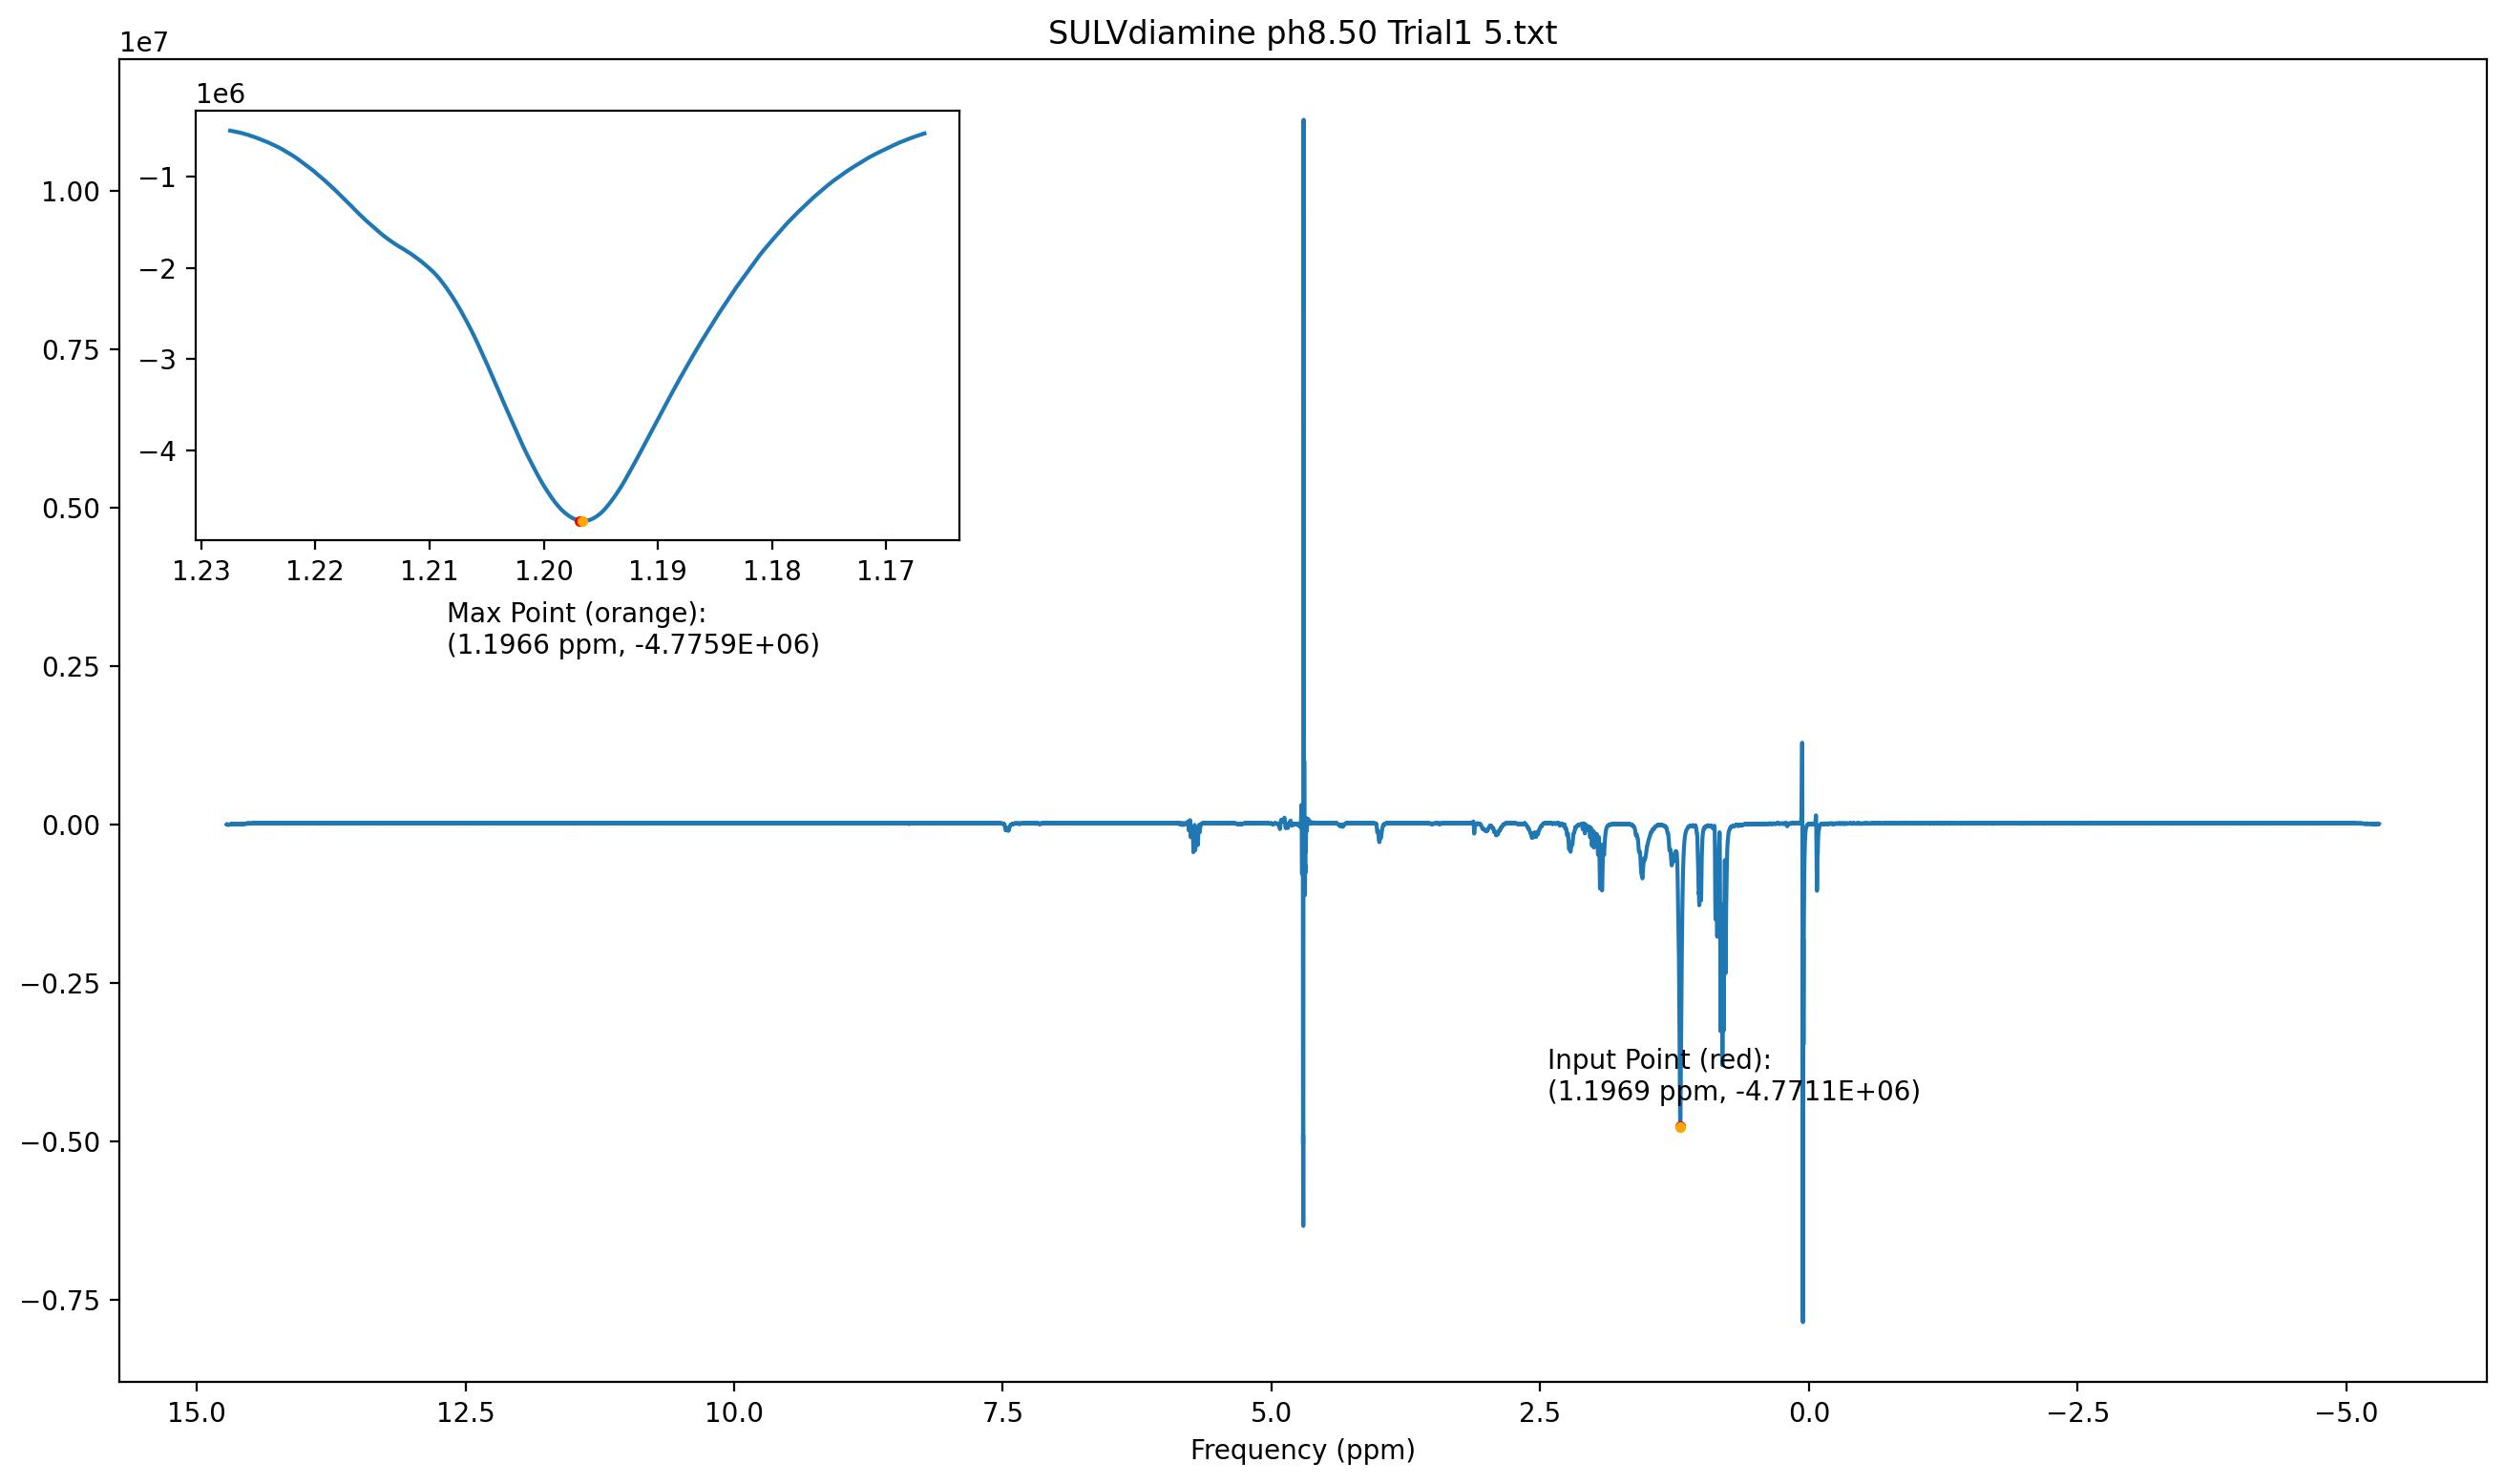 SULVdiamine ph8.50 Trial1 5.txt
1e7
1e6
1.00
0.75
0.50
0.25
0.00
−0.25
−0.50
−0.75
−1
−2
−3
−4
1.23 1.22 1.21 1.20 1.19 1.18 1.17
Max Point (orange):
(1.1966 ppm, -4.7759E+06)
Input Point (red):
(1.1969 ppm, -4.7711E+06)
15.0 12.5 10.0 7.5 5.0 2.5 0.0 −2.5 −5.0
Frequency (ppm)